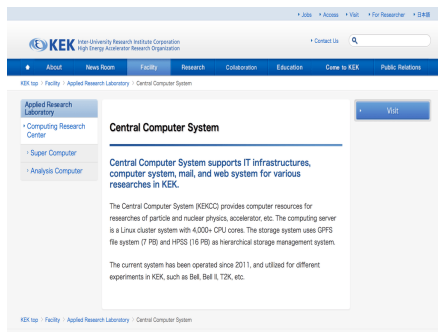 Jobs Access Visit For Researcher 日本語
KEK Inter-University Research Institute Corporation
High Energy Accelerator Research Organization
Contact Us
About News Room Facility Research Collaboration Education Come to KEK Public Relations
KEK top / Facility / Applied Research Laboratory / Central Computer System
Applied Research
Laboratory
Computing Research
Center
Super Computer
Analysis Computer
Central Computer System
Visit
Central Computer System supports IT infrastructures,
computer system, mail, and web system for various
researches in KEK.
The Central Computer System (KEKCC) provides computer resources for
researches of particle and nuclear physics, accelerator, etc. The computing server
is a Linux cluster system with 4,000+ CPU cores. The storage system uses GPFS
file system (7 PB) and HPSS (16 PB) as hierarchical storage management system.
The current system has been operated since 2011, and utilized for different
experiments in KEK, such as Bell, Bell II, T2K, etc.
KEK top / Facility / Applied Research Laboratory / Central Computer System